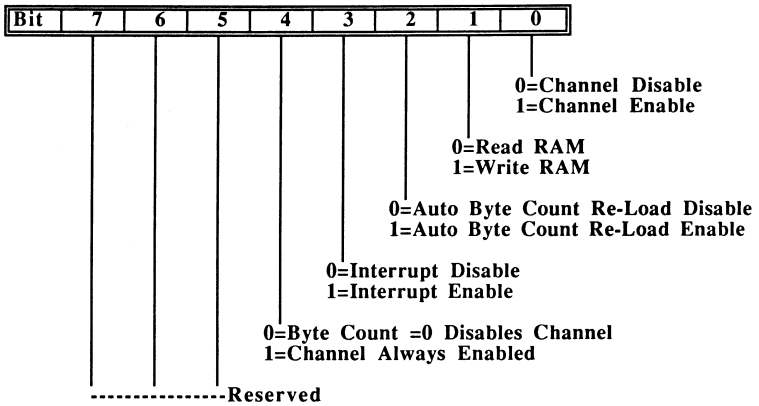 Bit 7 6 5 4 3 2 1 0
0=Channel Disable
1=Channel Enable
0=Read RAM
1=Write RAM
0=Auto Byte Count Re-Load Disable
1=Auto Byte Count Re-Load Enable
0=Interrupt Disable
1=Interrupt Enable
0=Byte Count =0 Disables Channel
1=Channel Always Enabled
Reserved